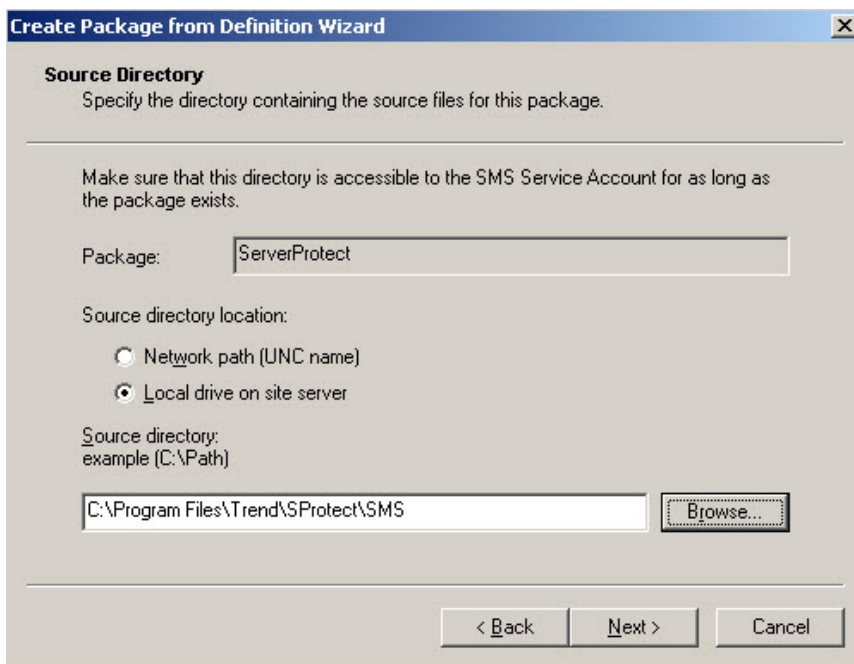 Create Package from Definition Wizard
Source Directory
Specify the directory containing the source files for this package.
Make sure that this directory is accessible to the SMS Service Account for as long as
the package exists.
Package: ServerProtect
Source directory location:
Network path (UNC name)
Local drive on site server
Source directory:
example (C:\Path)
C:\Program Files\Trend\SProtect\SMS Browse...
< Back Next > Cancel